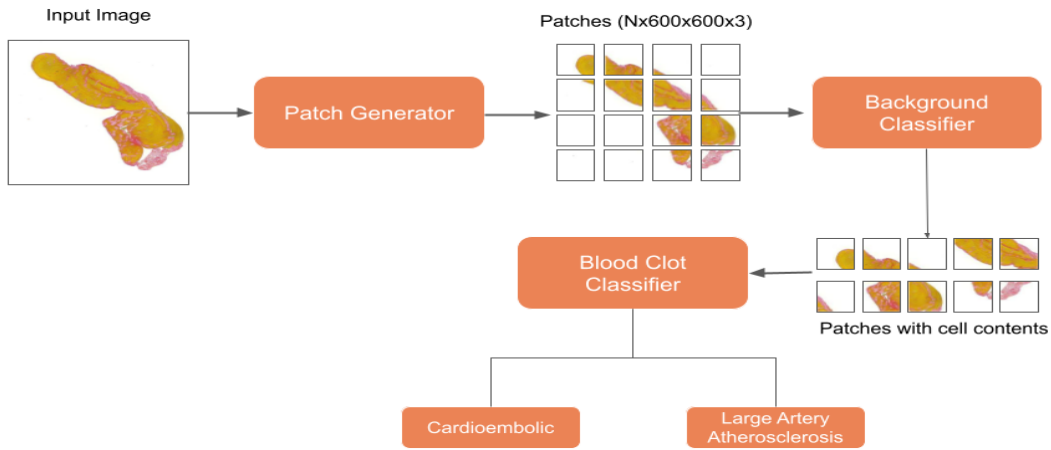 Input Image
Patches (Nx600x600x3)
Patch Generator
Background
Classifier
Blood Clot
Classifier
Patches with cell contents
Cardioembolic
Large Artery
Atherosclerosis